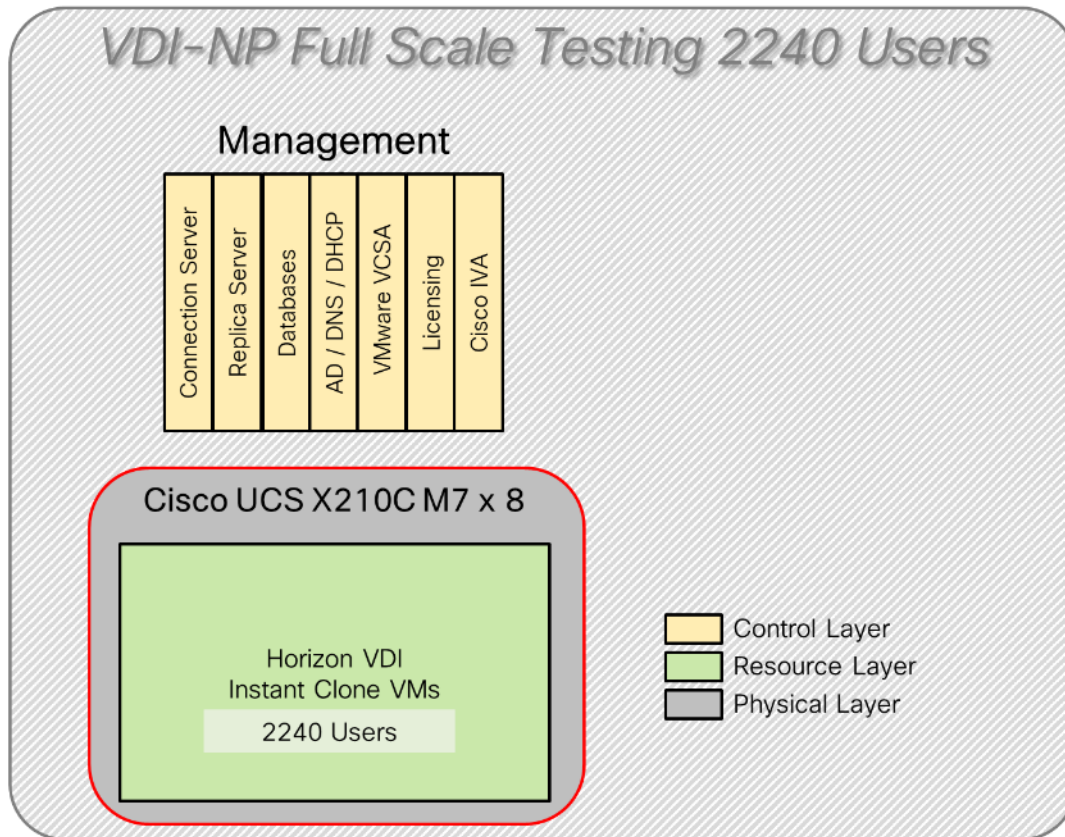 VDI-NP Full Scale Testing 2240 Users
Management
Connection Server
Replica Server
Databases
AD / DNS / DHCP
VMware VCSA
Licensing
Cisco IVA
Cisco UCS X210C M7 x 8
Horizon VDI
Instant Clone VMs
2240 Users
Control Layer
Resource Layer
Physical Layer